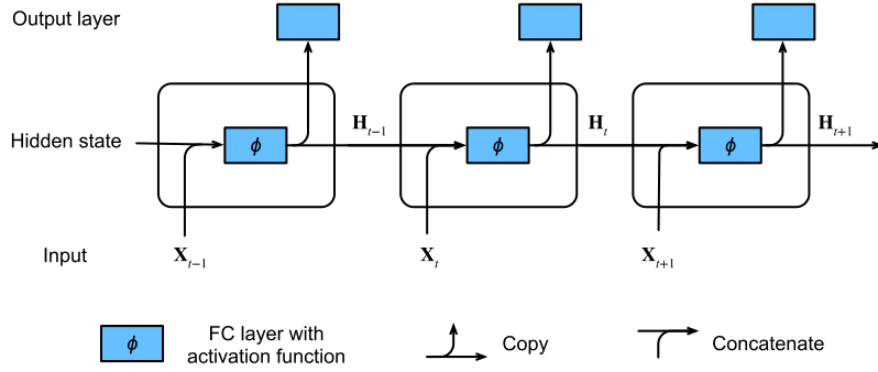 Output layer
Hidden state
ϕ
H_{t−1}
ϕ
H_t
ϕ
H_{t+1}
Input
X_{t−1}
X_t
X_{t+1}
ϕ
FC layer with
activation function
Copy
Concatenate